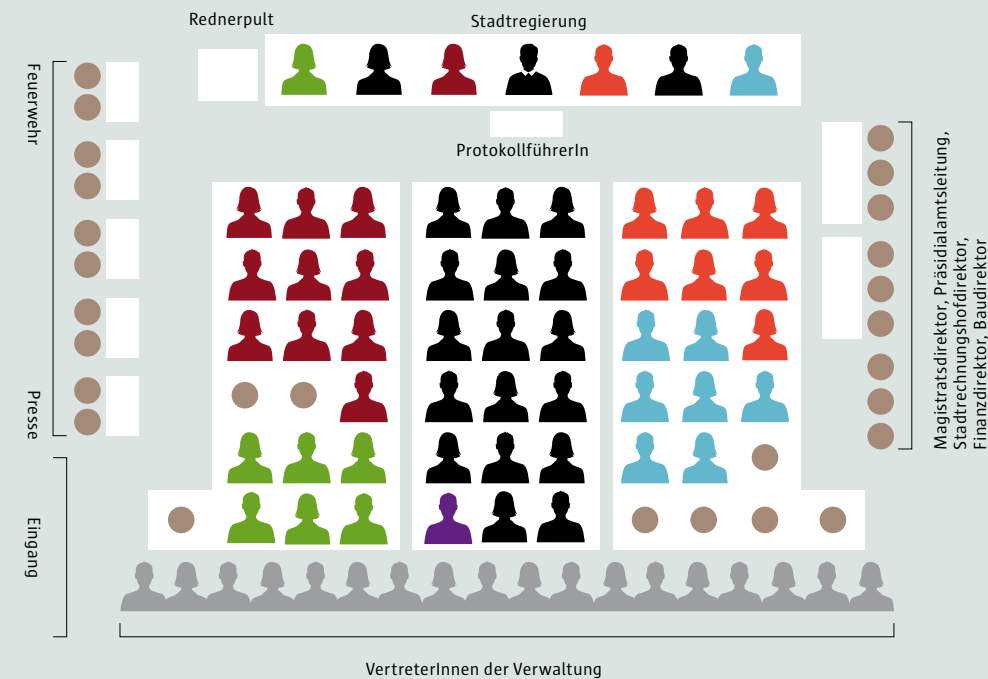 Rednerpult
Stadtregierung
Feuerwehr
ProtokollführerIn
Magistratsdirektor, Präsidialamtsleitung,
Stadtrechnungshofdirektor,
Finanzdirektor, Baudirektor
Presse
Eingang
VertreterInnen der Verwaltung